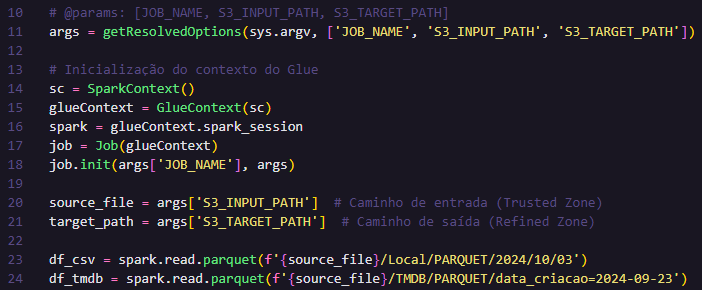 10 # @params: [JOB_NAME, S3_INPUT_PATH, S3_TARGET_PATH]
11 args = getResolvedOptions(sys.argv, ['JOB_NAME', 'S3_INPUT_PATH', 'S3_TARGET_PATH'])
12
13 # Inicialização do contexto do Glue
14 sc = SparkContext()
15 glueContext = GlueContext(sc)
16 spark = glueContext.spark_session
17 job = Job(glueContext)
18 job.init(args['JOB_NAME'], args)
19
20 source_file = args['S3_INPUT_PATH']  # Caminho de entrada (Trusted Zone)
21 target_path = args['S3_TARGET_PATH']  # Caminho de saída (Refined Zone)
22
23 df_csv = spark.read.parquet(f'{source_file}/Local/PARQUET/2024/10/03')
24 df_tmdb = spark.read.parquet(f'{source_file}/TMDB/PARQUET/data_criacao=2024-09-23')